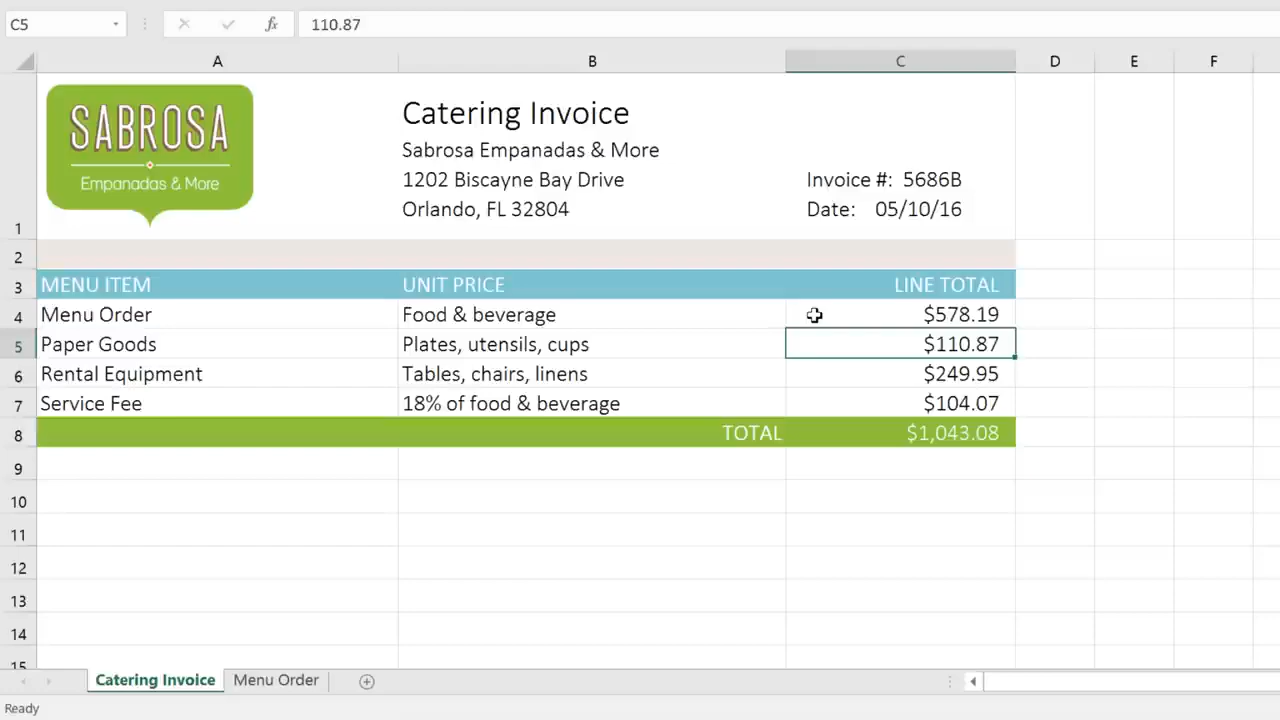 C5 fx 110.87
A B C D E F
SABROSA
Empanadas & More
Catering Invoice
Sabrosa Empanadas & More
1202 Biscayne Bay Drive Invoice #: 5686B
Orlando, FL 32804 Date: 05/10/16
1
2
3 MENU ITEM UNIT PRICE LINE TOTAL
4 Menu Order Food & beverage $578.19
5 Paper Goods Plates, utensils, cups $110.87
6 Rental Equipment Tables, chairs, linens $249.95
7 Service Fee 18% of food & beverage $104.07
8 TOTAL $1,043.08
9
10
11
12
13
14
15
Catering Invoice Menu Order
Ready